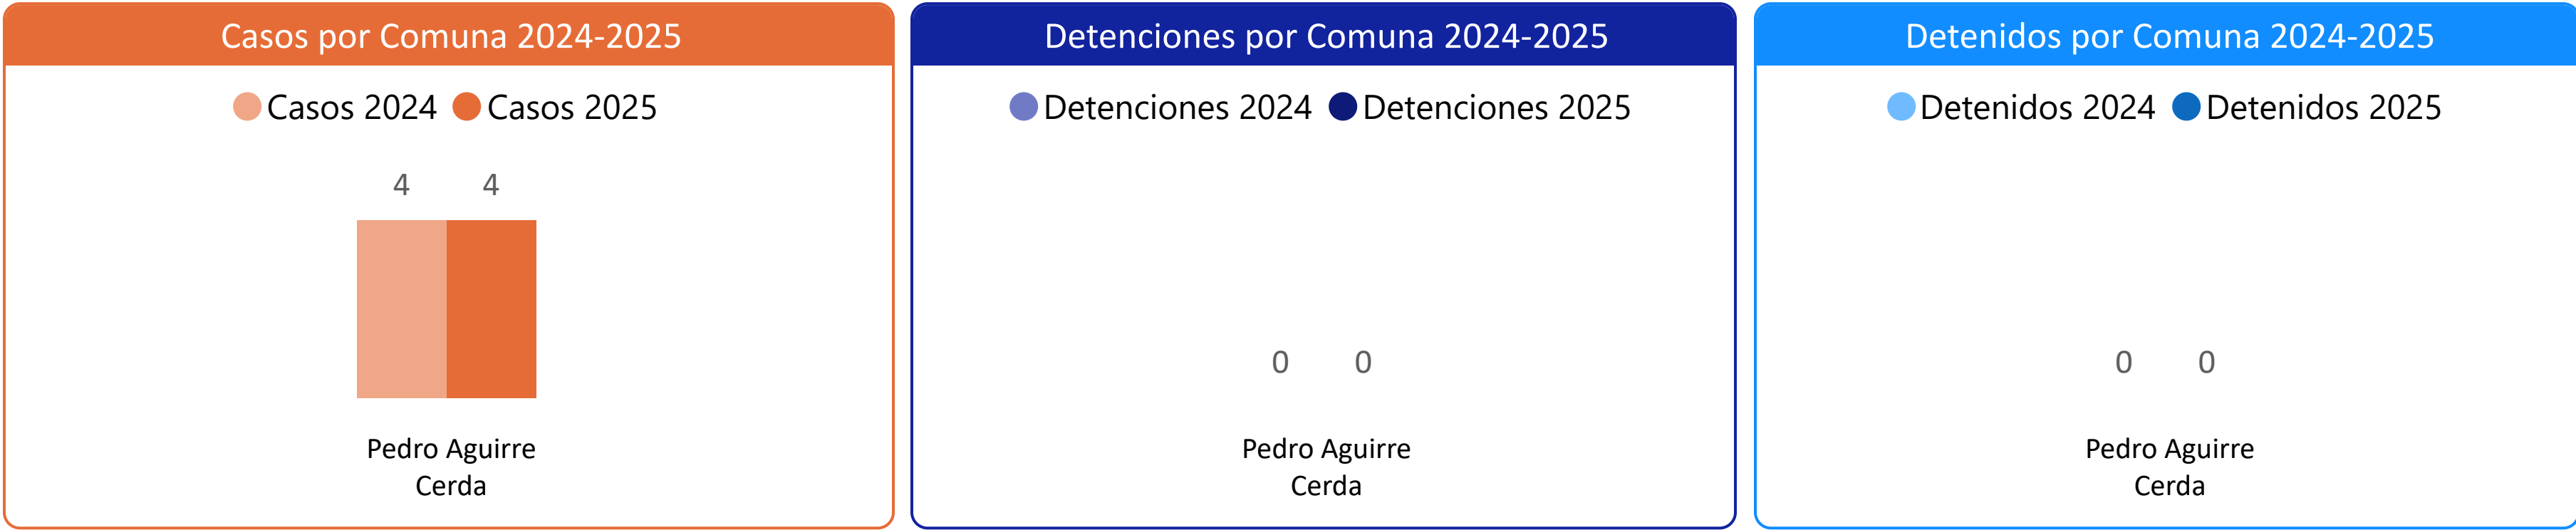 Casos por Comuna 2024-2025
Casos 2024 Casos 2025
4 4
Pedro Aguirre
Cerda
Detenciones por Comuna 2024-2025
Detenciones 2024 Detenciones 2025
0 0
Pedro Aguirre
Cerda
Detenidos por Comuna 2024-2025
Detenidos 2024 Detenidos 2025
0 0
Pedro Aguirre
Cerda